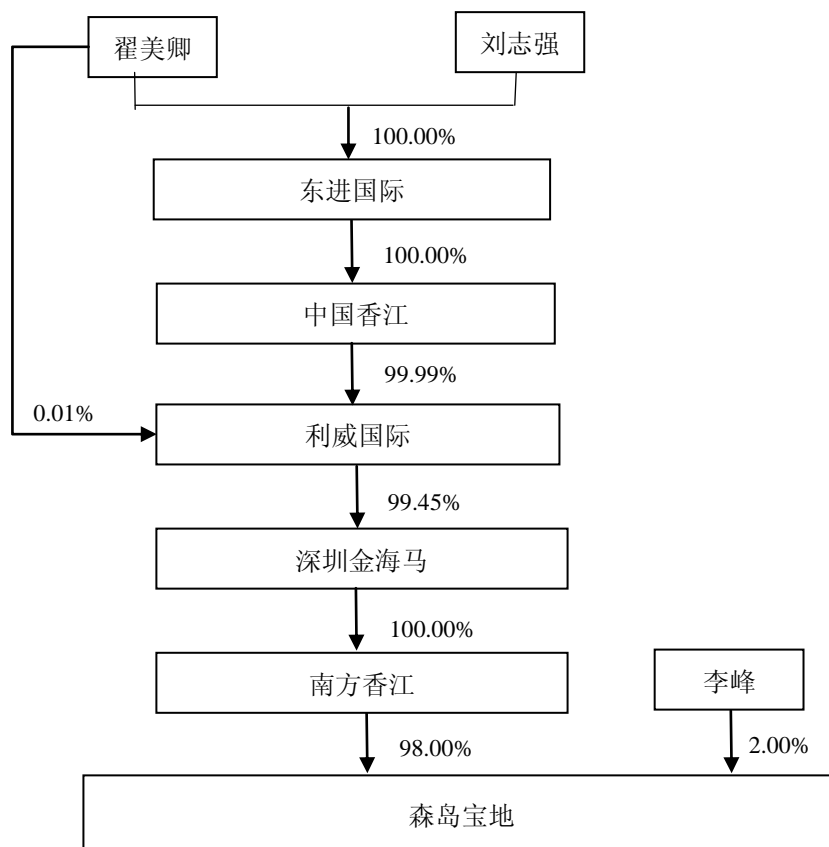 翟美卿
刘志强
100.00%
东进国际
100.00%
中国香江
99.99%
0.01%
利威国际
99.45%
深圳金海马
100.00%
南方香江
李峰
98.00%
2.00%
森岛宝地